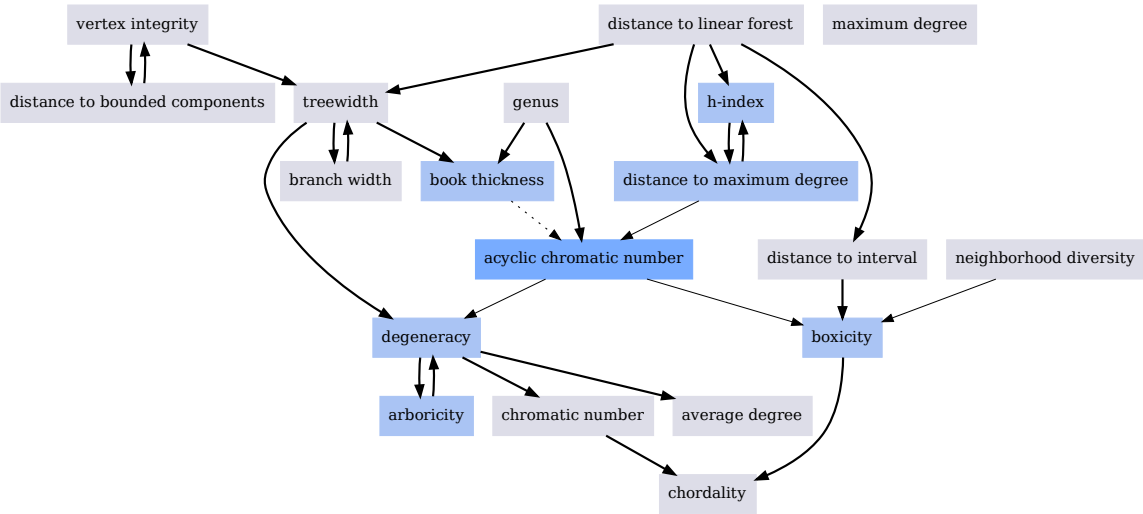 vertex integrity
distance to linear forest
maximum degree
distance to bounded components
treewidth
genus
h-index
branch width
book thickness
distance to maximum degree
acyclic chromatic number
distance to interval
neighborhood diversity
degeneracy
boxicity
arboricity
chromatic number
average degree
chordality